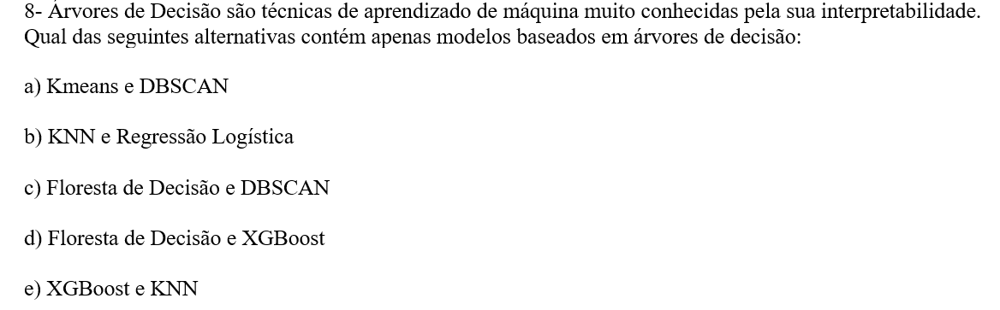 8- Árvores de Decisão são técnicas de aprendizado de máquina muito conhecidas pela sua interpretabilidade.
Qual das seguintes alternativas contém apenas modelos baseados em árvores de decisão:
a) Kmeans e DBSCAN
b) KNN e Regressão Logística
c) Floresta de Decisão e DBSCAN
d) Floresta de Decisão e XGBoost
e) XGBoost e KNN